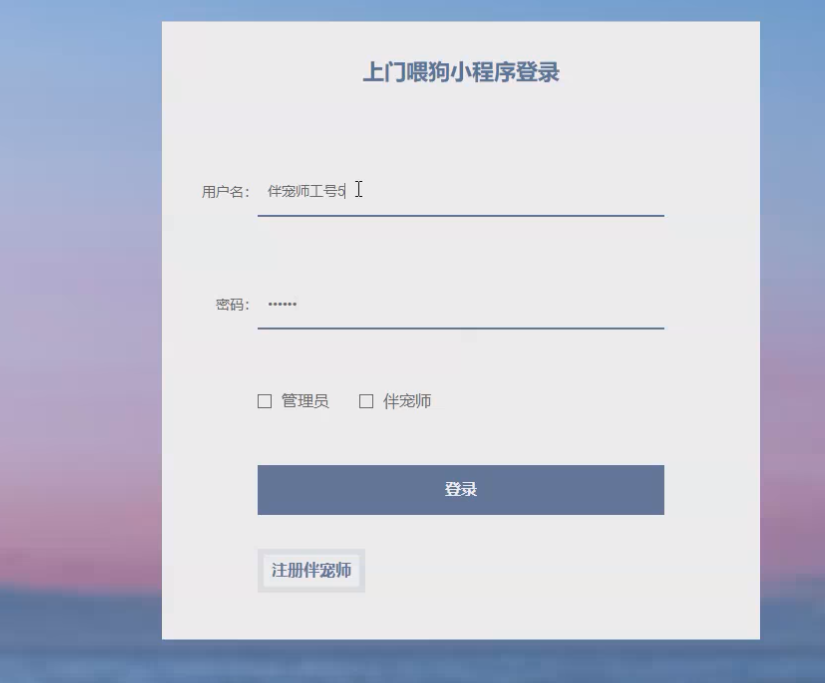 上门喂狗小程序登录
用户名： 伴宠师工号5
密码： ••••••
管理员 伴宠师
登录
注册伴宠师